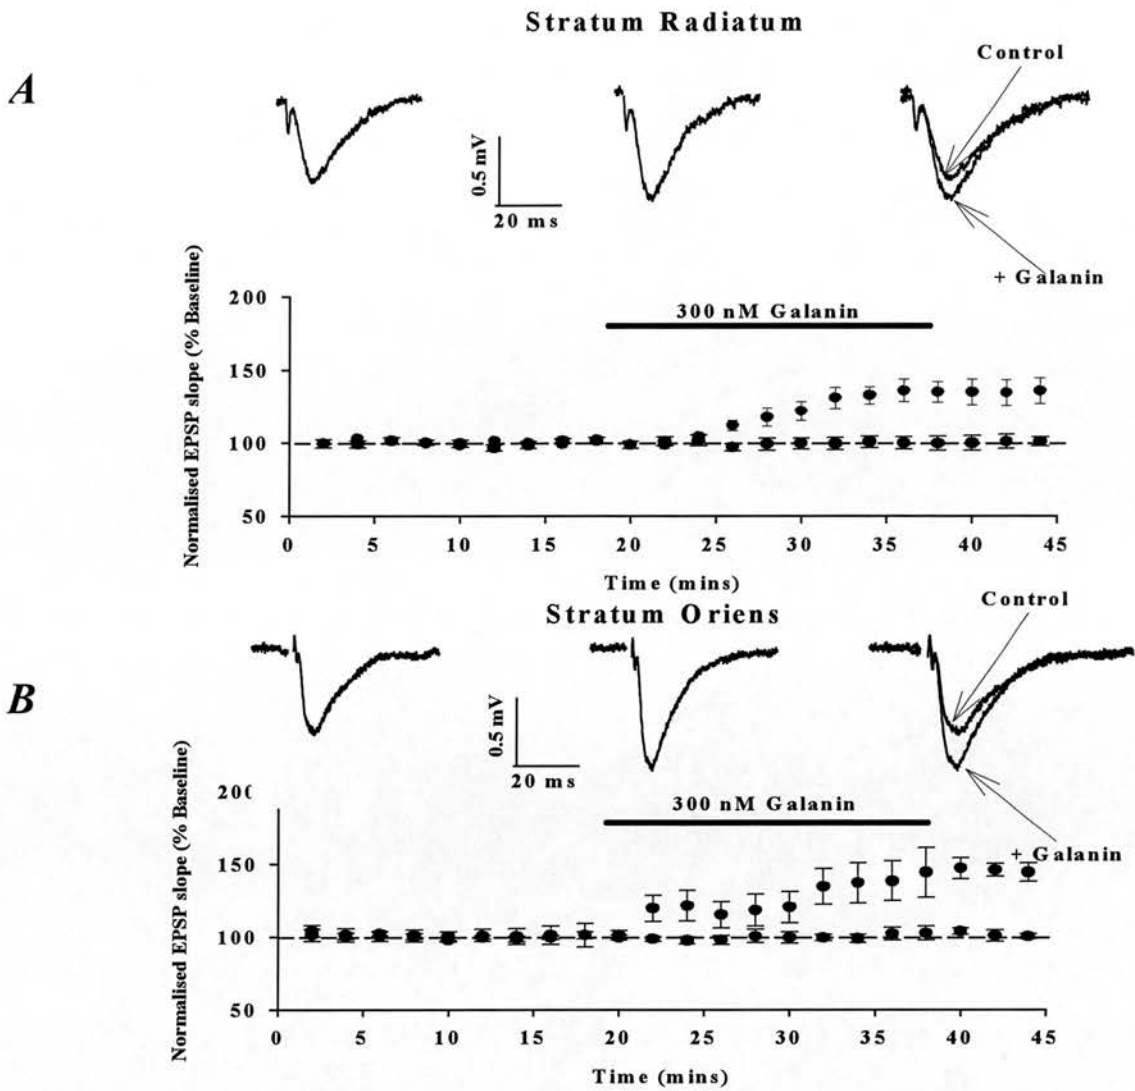 Stratum Radiatum
A
Control
0.5 mV
20 ms
+ Galanin
Normalised EPSP slope (% Baseline)
200
150
100
50
300 nM Galanin
0 5 10 15 20 25 30 35 40 45
Time (mins)
Stratum Oriens
Control
B
0.5 mV
20 ms
+ Galanin
Normalised EPSP slope (% Baseline)
200
150
100
50
300 nM Galanin
0 5 10 15 20 25 30 35 40 45
Time (mins)